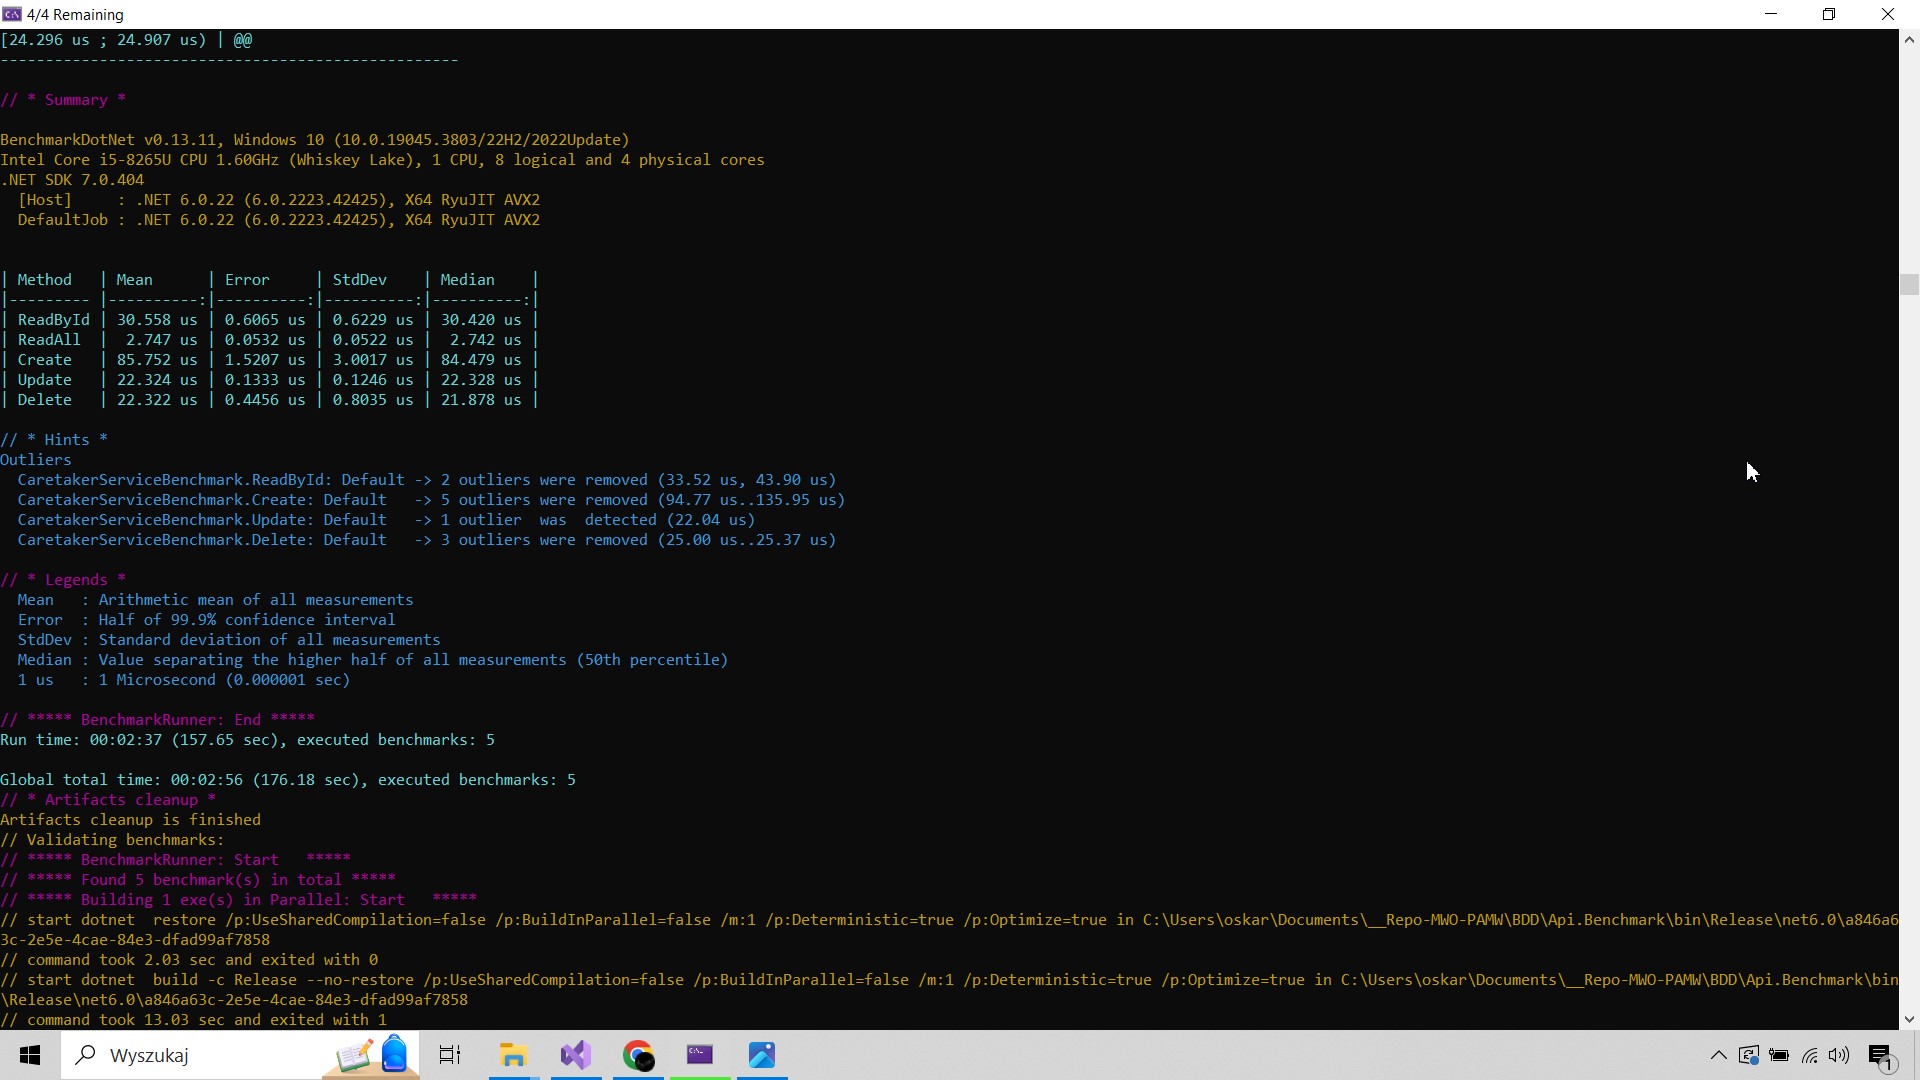 4/4 Remaining
[24.296 us ; 24.907 us) | @@
---------------------------------------------------
// * Summary *
BenchmarkDotNet v0.13.11, Windows 10 (10.0.19045.3803/22H2/2022Update)
Intel Core i5-8265U CPU 1.60GHz (Whiskey Lake), 1 CPU, 8 logical and 4 physical cores
.NET SDK 7.0.404
  [Host]     : .NET 6.0.22 (6.0.2223.42425), X64 RyuJIT AVX2
  DefaultJob : .NET 6.0.22 (6.0.2223.42425), X64 RyuJIT AVX2
| Method   | Mean      | Error     | StdDev    | Median    |
|--------- |----------:|----------:|----------:|----------:|
| ReadById | 30.558 us | 0.6065 us | 0.6229 us | 30.420 us |
| ReadAll  |  2.747 us | 0.0532 us | 0.0522 us |  2.742 us |
| Create   | 85.752 us | 1.5207 us | 3.0017 us | 84.479 us |
| Update   | 22.324 us | 0.1333 us | 0.1246 us | 22.328 us |
| Delete   | 22.322 us | 0.4456 us | 0.8035 us | 21.878 us |
// * Hints *
Outliers
  CaretakerServiceBenchmark.ReadById: Default -> 2 outliers were removed (33.52 us, 43.90 us)
  CaretakerServiceBenchmark.Create: Default   -> 5 outliers were removed (94.77 us..135.95 us)
  CaretakerServiceBenchmark.Update: Default   -> 1 outlier  was  detected (22.04 us)
  CaretakerServiceBenchmark.Delete: Default   -> 3 outliers were removed (25.00 us..25.37 us)
// * Legends *
  Mean   : Arithmetic mean of all measurements
  Error  : Half of 99.9% confidence interval
  StdDev : Standard deviation of all measurements
  Median : Value separating the higher half of all measurements (50th percentile)
  1 us   : 1 Microsecond (0.000001 sec)
// ***** BenchmarkRunner: End *****
Run time: 00:02:37 (157.65 sec), executed benchmarks: 5
Global total time: 00:02:56 (176.18 sec), executed benchmarks: 5
// * Artifacts cleanup *
Artifacts cleanup is finished
// Validating benchmarks:
// ***** BenchmarkRunner: Start   *****
// ***** Found 5 benchmark(s) in total *****
// ***** Building 1 exe(s) in Parallel: Start   *****
// start dotnet  restore /p:UseSharedCompilation=false /p:BuildInParallel=false /m:1 /p:Deterministic=true /p:Optimize=true in C:\Users\oskar\Documents\__Repo-MWO-PAMW\BDD\Api.Benchmark\bin\Release\net6.0\a846a6
3c-2e5e-4cae-84e3-dfad99af7858
// command took 2.03 sec and exited with 0
// start dotnet  build -c Release --no-restore /p:UseSharedCompilation=false /p:BuildInParallel=false /m:1 /p:Deterministic=true /p:Optimize=true in C:\Users\oskar\Documents\__Repo-MWO-PAMW\BDD\Api.Benchmark\bin
\Release\net6.0\a846a63c-2e5e-4cae-84e3-dfad99af7858
// command took 13.03 sec and exited with 1
Wyszukaj
1